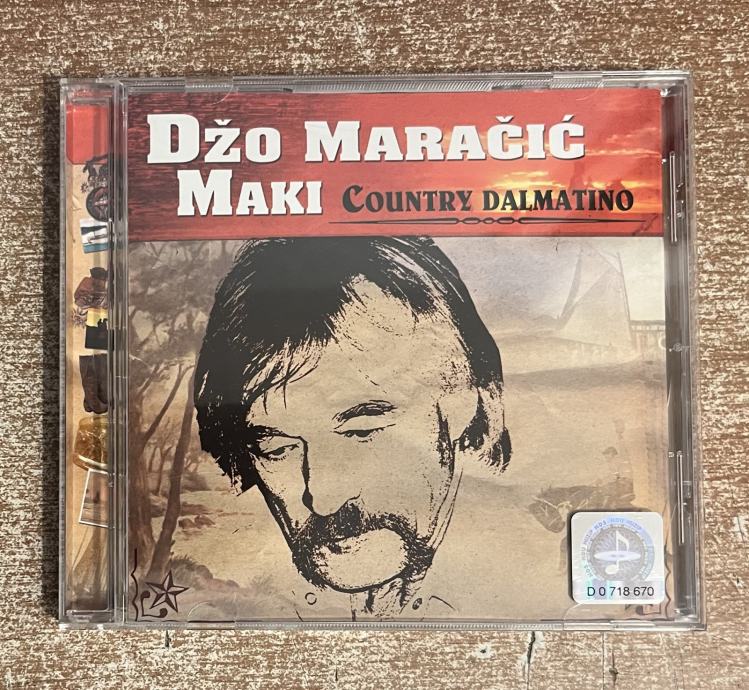 DŽO MARAČIĆ
MAKI COUNTRY DALMATINO
D 0 718 670